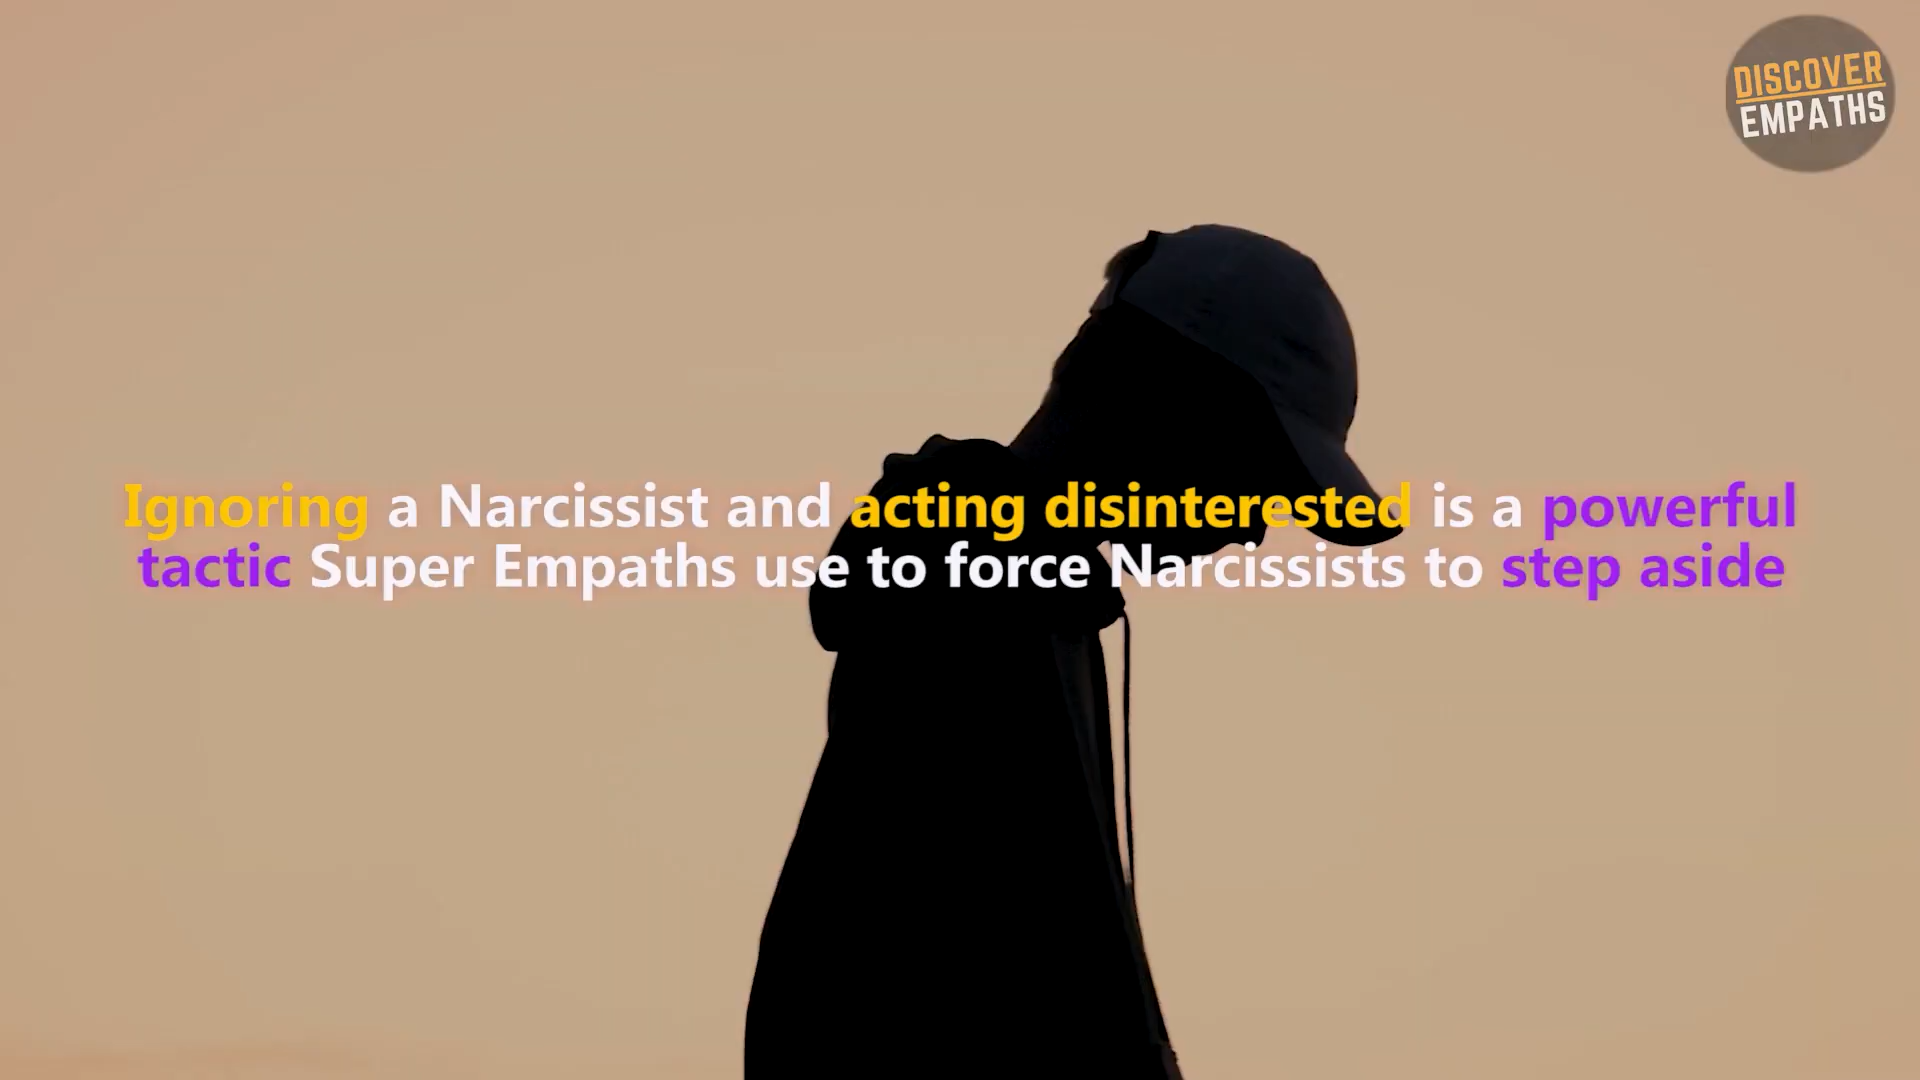 DISCOVER
EMPATHS
Ignoring a Narcissist and acting disinterested is a powerful
tactic Super Empaths use to force Narcissists to step aside